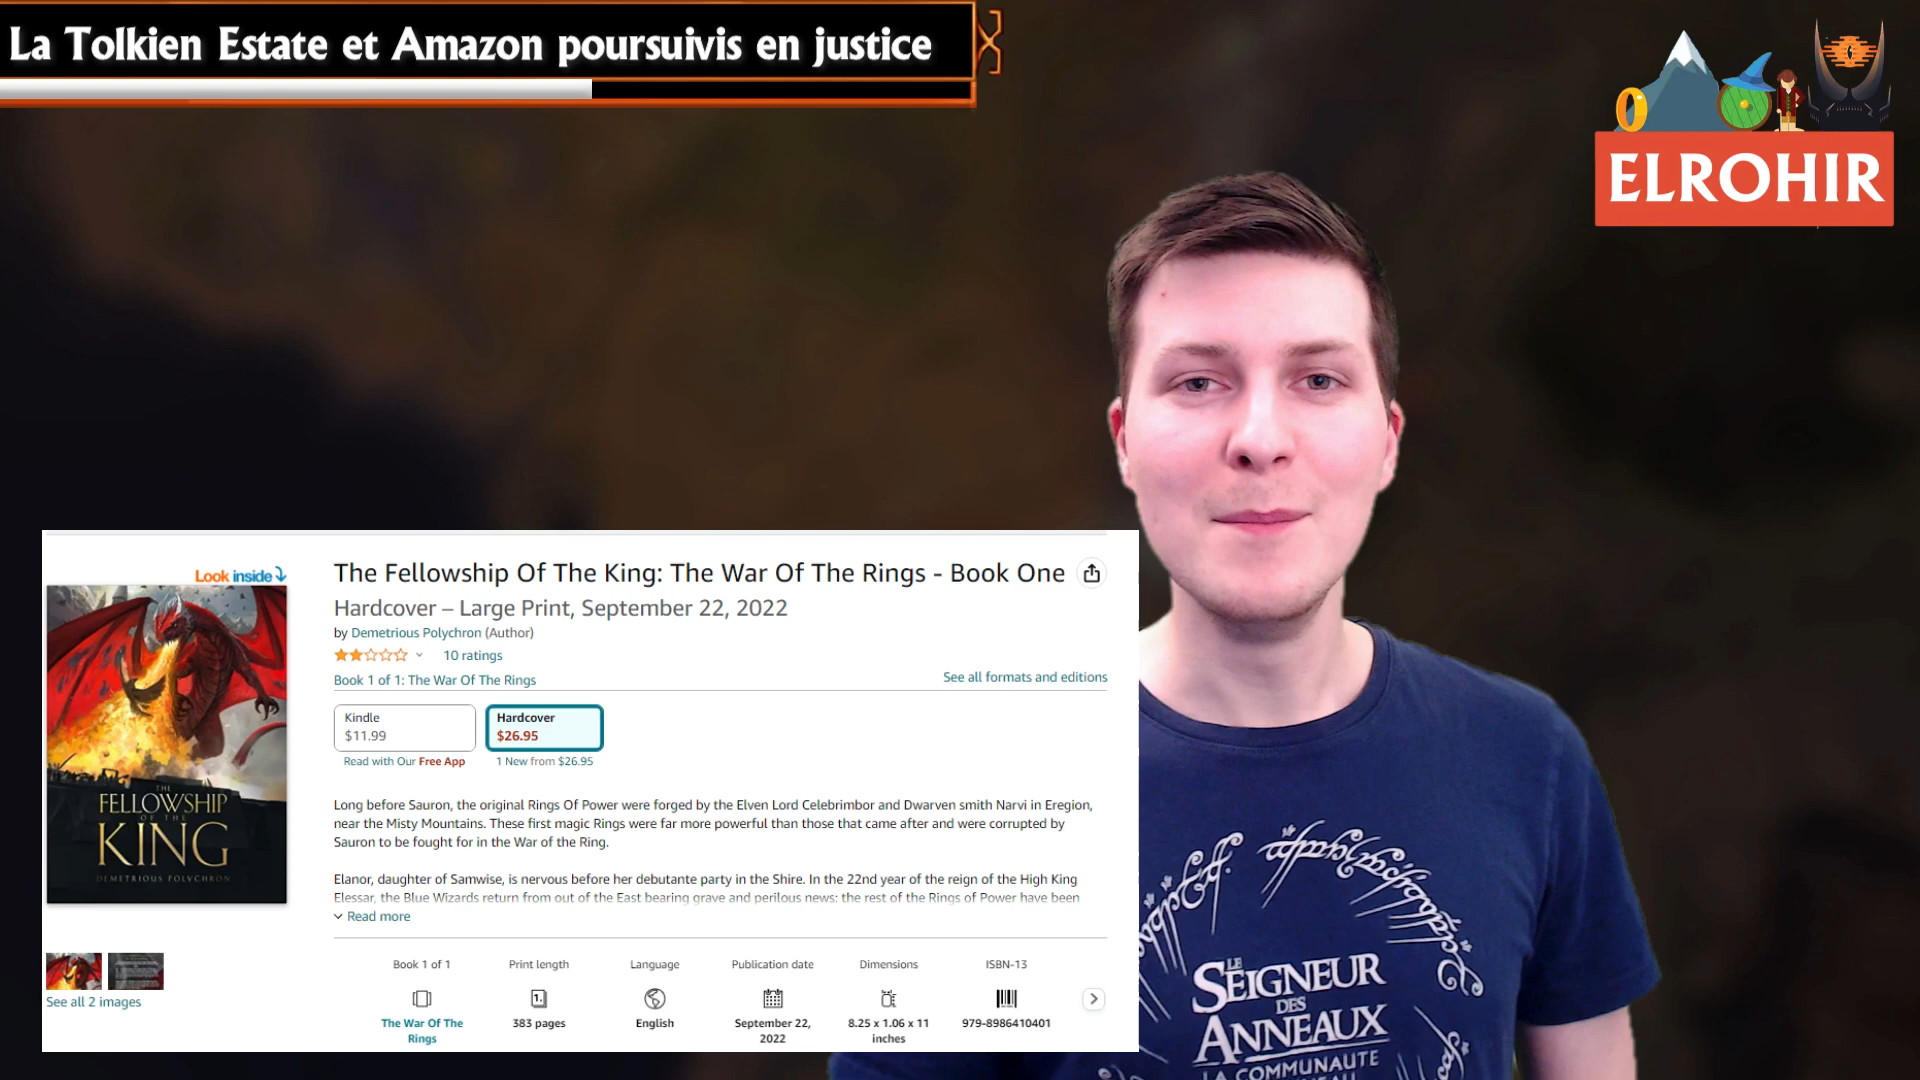 La Tolkien Estate et Amazon poursuivis en justice
ELROHIR
Look inside
The Fellowship Of The King: The War Of The Rings - Book One
Hardcover – Large Print, September 22, 2022
by Demetrious Polychron (Author)
10 ratings
Book 1 of 1: The War Of The Rings
See all formats and editions
Kindle
$11.99
Hardcover
$26.95
Read with Our Free App
1 New from $26.95
Long before Sauron, the original Rings Of Power were forged by the Elven Lord Celebrimbor and Dwarven smith Narvi in Eregion,
near the Misty Mountains. These first magic Rings were far more powerful than those that came after and were corrupted by
Sauron to be fought for in the War of the Ring.
Elanor, daughter of Samwise, is nervous before her debutante party in the Shire. In the 22nd year of the reign of the High King
Elessar, the Blue Wizards return from out of the East bearing grave and perilous news: the rest of the Rings of Power have been
Read more
THE
FELLOWSHIP
OF THE
KING
DEMETRIOUS POLYCHRON
See all 2 images
Book 1 of 1
The War Of The
Rings
Print length
383 pages
Language
English
Publication date
September 22,
2022
Dimensions
8.25 x 1.06 x 11
inches
ISBN-13
979-8986410401
LE
SEIGNEUR
DES
ANNEAUX
LA COMMUNAUTE